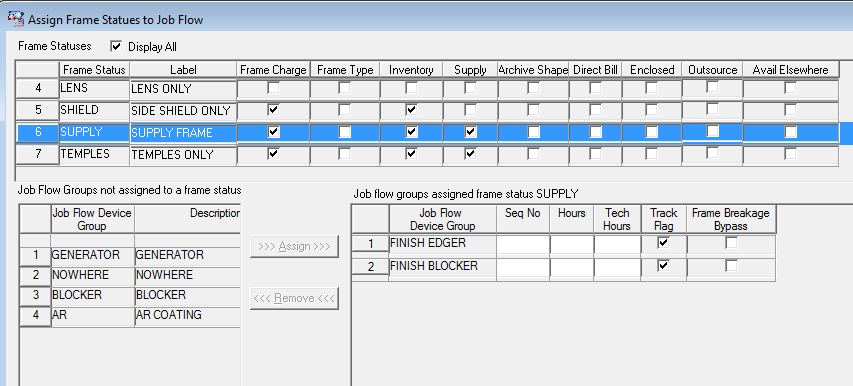 Assign Frame Statues to Job Flow
Frame Statuses Display All
Frame Status Label Frame Charge Frame Type Inventory Supply Archive Shape Direct Bill Enclosed Outsource Avail Elsewhere
4 LENS LENS ONLY
5 SHIELD SIDE SHIELD ONLY
6 SUPPLY SUPPLY FRAME
7 TEMPLES TEMPLES ONLY
Job Flow Groups not assigned to a frame status
Job Flow Device Description
Group
1 GENERATOR GENERATOR
2 NOWHERE NOWHERE
3 BLOCKER BLOCKER
4 AR AR COATING
>>> Assign >>>
<<< Remove <<<
Job flow groups assigned frame status SUPPLY
Job Flow Seq No Hours Tech Track Frame Breakage
Device Group Hours Flag Bypass
1 FINISH EDGER
2 FINISH BLOCKER